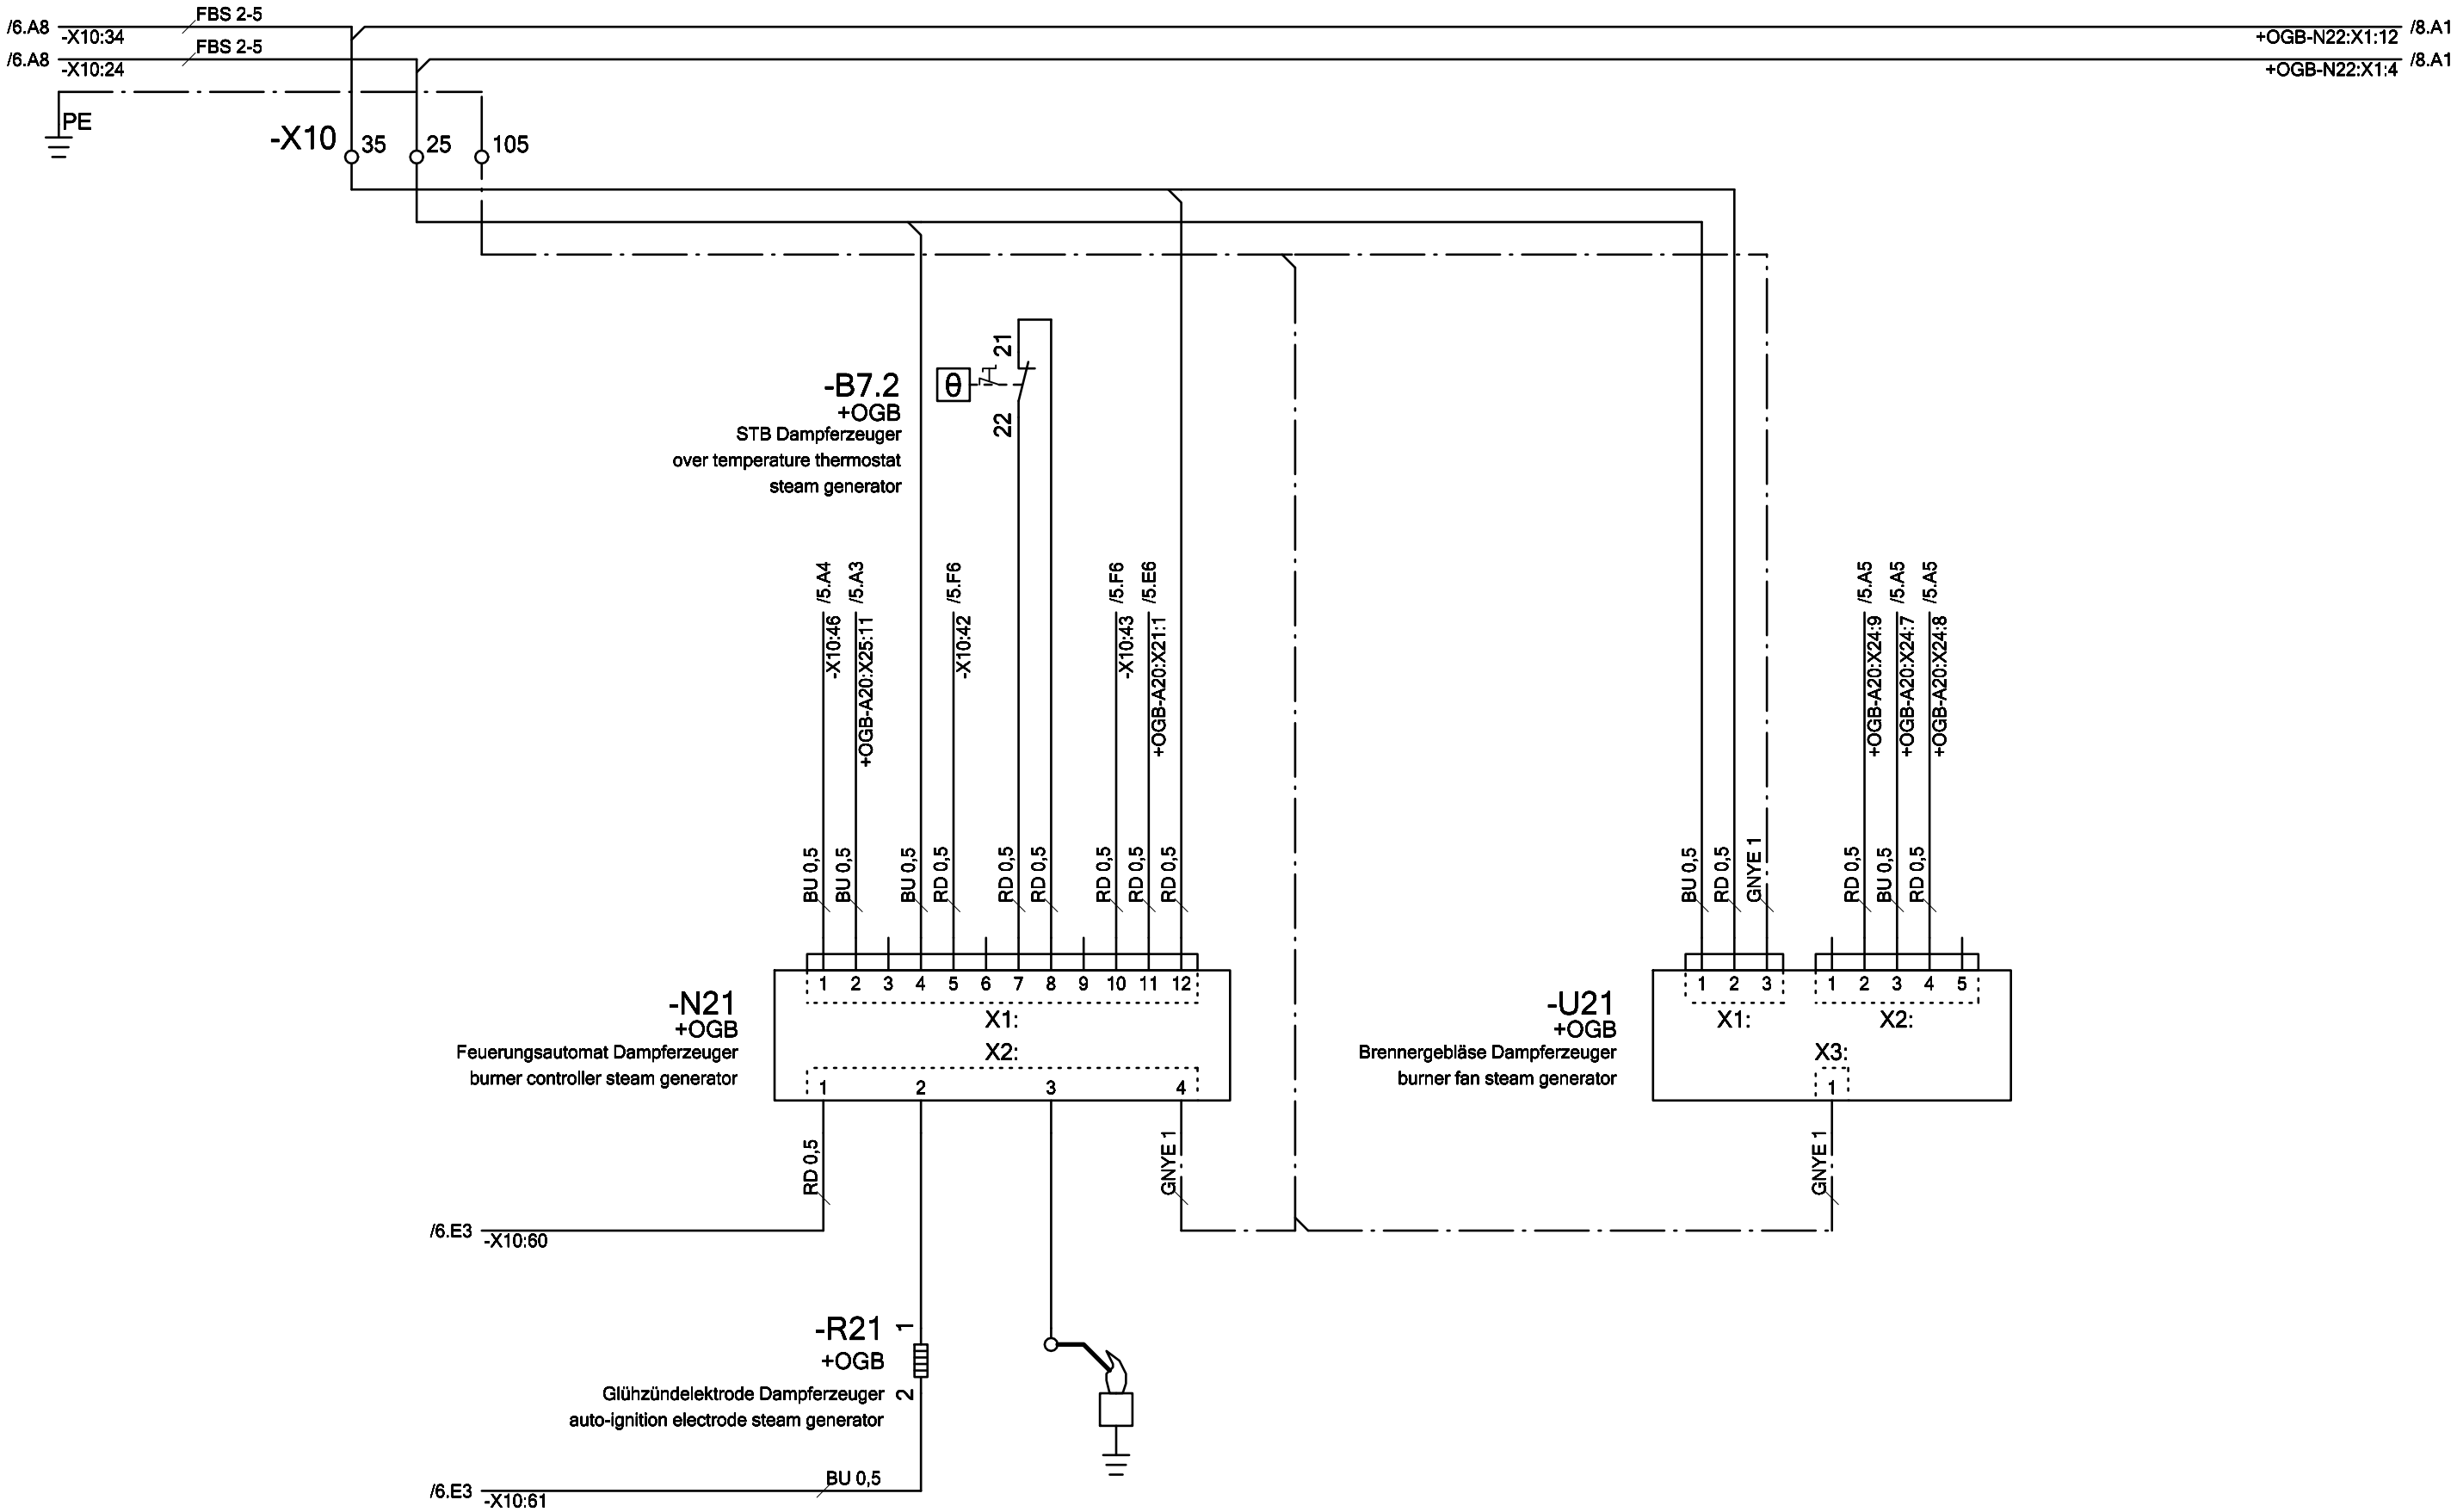 /6.A8 -X10:34 FBS 2-5 +OGB-N22:X1:12 /8.A1
/6.A8 -X10:24 FBS 2-5 +OGB-N22:X1:4 /8.A1
PE
-X10 35 25 105
21
-B7.2 θ
+OGB
22
STB Dampferzeuger
over temperature thermostat
steam generator
/5.A4 /5.A3 /5.F6 /5.F6 /5.E6 /5.A5 /5.A5 /5.A5
-X10:46 +OGB-A20:X25:11 -X10:42 -X10:43 +OGB-A20:X21:1 +OGB-A20:X24:9 +OGB-A20:X24:7 +OGB-A20:X24:8
BU 0,5 BU 0,5 BU 0,5 RD 0,5 RD 0,5 RD 0,5 RD 0,5 RD 0,5 RD 0,5 BU 0,5 RD 0,5 GNYE 1 RD 0,5 BU 0,5 RD 0,5
1 2 3 4 5 6 7 8 9 10 11 12 1 2 3 1 2 3 4 5
-N21
+OGB
Feuerungsautomat Dampferzeuger
burner controller steam generator
X1:
X2:
1 2 3 4
-U21
+OGB
Brennergebläse Dampferzeuger
burner fan steam generator
X1: X2:
X3:
1
RD 0,5 GNYE 1 GNYE 1
/6.E3 -X10:60
-R21 1
+OGB
Glühzündelektrode Dampferzeuger 2
auto-ignition electrode steam generator
/6.E3 -X10:61 BU 0,5